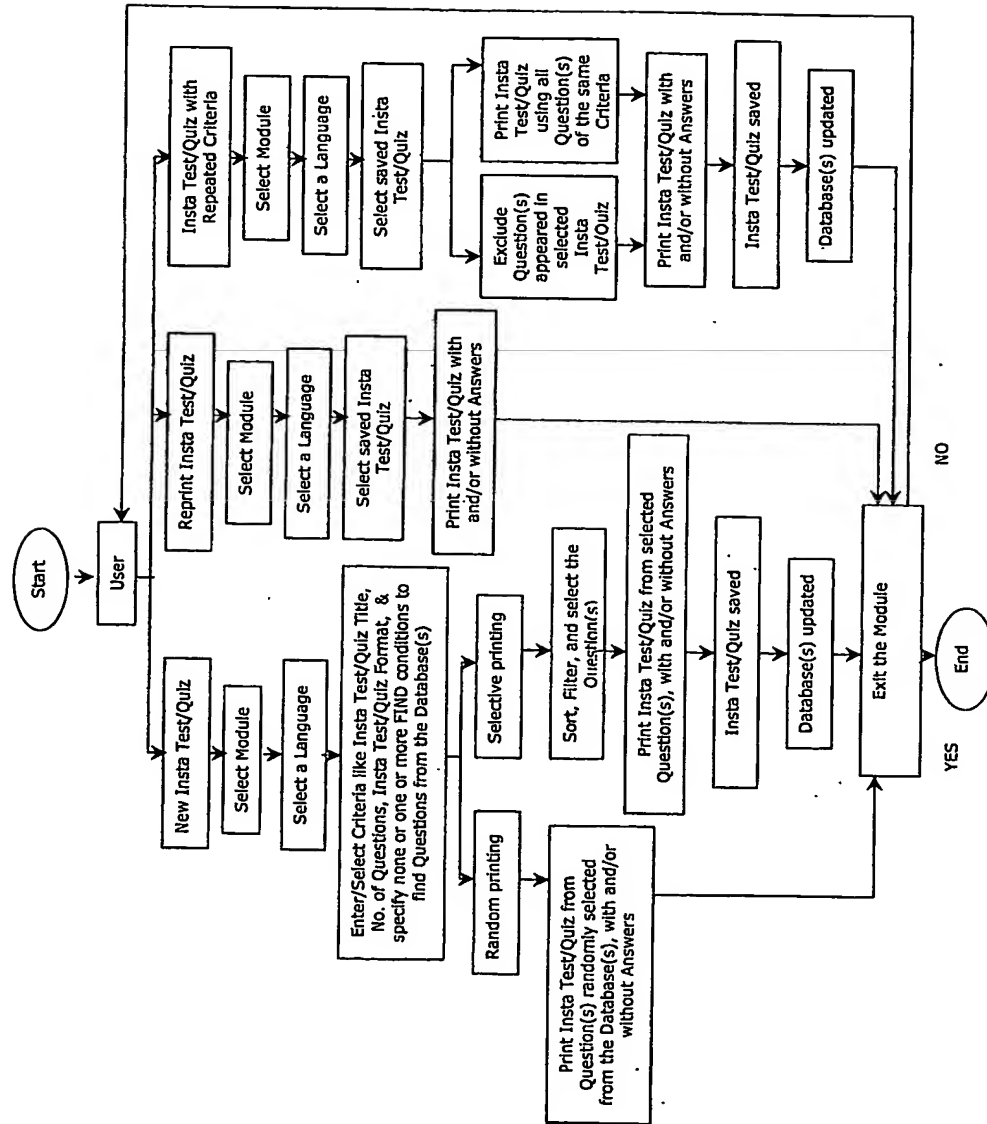 Start
User
New Insta Test/Quiz
Select Module
Select a Language
Enter/Select Criteria like Insta Test/Quiz Title,
No. of Questions, Insta Test/Quiz Format, &
specify none or one or more FIND conditions to
find Questions from the Database(s)
Random printing
Print Insta Test/Quiz from
Question(s) randomly selected
from the Database(s), with and/or
without Answers
Selective printing
Sort, Filter, and select the
Question(s)
Print Insta Test/Quiz from selected
Question(s), with and/or without Answers
Insta Test/Quiz saved
Database(s) updated
Reprint Insta Test/Quiz
Select Module
Select a Language
Select saved Insta
Test/Quiz
Print Insta Test/Quiz with
and/or without Answers
Insta Test/Quiz with
Repeated Criteria
Select Module
Select a Language
Select saved Insta
Test/Quiz
Exclude
Question(s)
appeared in
selected
Insta
Test/Quiz
Print Insta
Test/Quiz
using all
Question(s)
of the same
Criteria
Print Insta Test/Quiz with
and/or without Answers
Insta Test/Quiz saved
Database(s) updated
Exit the Module
YES
NO
End